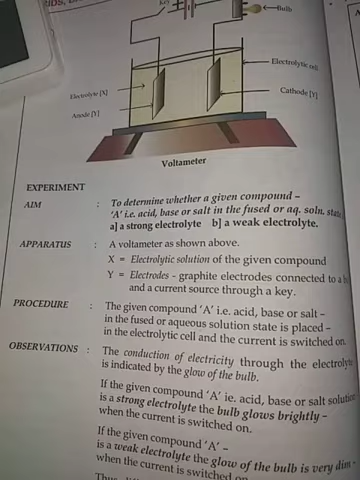 Key
Bulb
Electrolytic cell
Electrolyte [X]
Cathode [Y]
Anode [Y]
Voltameter
EXPERIMENT
AIM : To determine whether a given compound –
'A' i.e. acid, base or salt in the fused or aq. soln. state
a] a strong electrolyte b] a weak electrolyte.
APPARATUS : A voltameter as shown above.
X = Electrolytic solution of the given compound
Y = Electrodes - graphite electrodes connected to a
and a current source through a key.
PROCEDURE : The given compound 'A' i.e. acid, base or salt –
in the fused or aqueous solution state is placed –
in the electrolytic cell and the current is switched on.
OBSERVATIONS : The conduction of electricity through the electrolyte
is indicated by the glow of the bulb.
If the given compound 'A' ie. acid, base or salt solution
is a strong electrolyte the bulb glows brightly –
when the current is switched on.
If the given compound 'A' –
is a weak electrolyte the glow of the bulb is very dim –
when the current is switched on